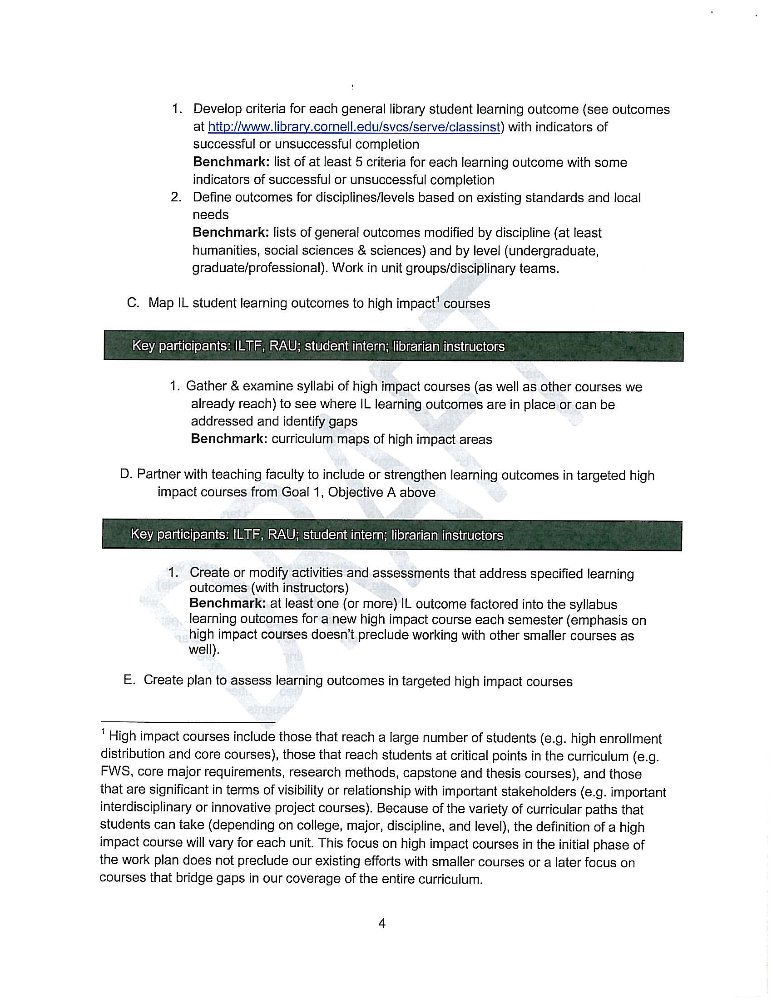 1. Develop criteria for each general library student learning outcome (see outcomes
at http://www.library.cornell.edu/svcs/serve/classinst) with indicators of
successful or unsuccessful completion
Benchmark: list of at least 5 criteria for each learning outcome with some
indicators of successful or unsuccessful completion
2. Define outcomes for disciplines/levels based on existing standards and local
needs
Benchmark: lists of general outcomes modified by discipline (at least
humanities, social sciences & sciences) and by level (undergraduate,
graduate/professional). Work in unit groups/disciplinary teams.
C. Map IL student learning outcomes to high impact¹ courses
Key participants: ILTF, RAU; student intern; librarian instructors
1. Gather & examine syllabi of high impact courses (as well as other courses we
already reach) to see where IL learning outcomes are in place or can be
addressed and identify gaps
Benchmark: curriculum maps of high impact areas
D. Partner with teaching faculty to include or strengthen learning outcomes in targeted high
impact courses from Goal 1, Objective A above
Key participants: ILTF, RAU; student intern; librarian instructors
1. Create or modify activities and assessments that address specified learning
outcomes (with instructors)
Benchmark: at least one (or more) IL outcome factored into the syllabus
learning outcomes for a new high impact course each semester (emphasis on
high impact courses doesn't preclude working with other smaller courses as
well).
E. Create plan to assess learning outcomes in targeted high impact courses
¹ High impact courses include those that reach a large number of students (e.g. high enrollment
distribution and core courses), those that reach students at critical points in the curriculum (e.g.
FWS, core major requirements, research methods, capstone and thesis courses), and those
that are significant in terms of visibility or relationship with important stakeholders (e.g. important
interdisciplinary or innovative project courses). Because of the variety of curricular paths that
students can take (depending on college, major, discipline, and level), the definition of a high
impact course will vary for each unit. This focus on high impact courses in the initial phase of
the work plan does not preclude our existing efforts with smaller courses or a later focus on
courses that bridge gaps in our coverage of the entire curriculum.
4
DRAFT